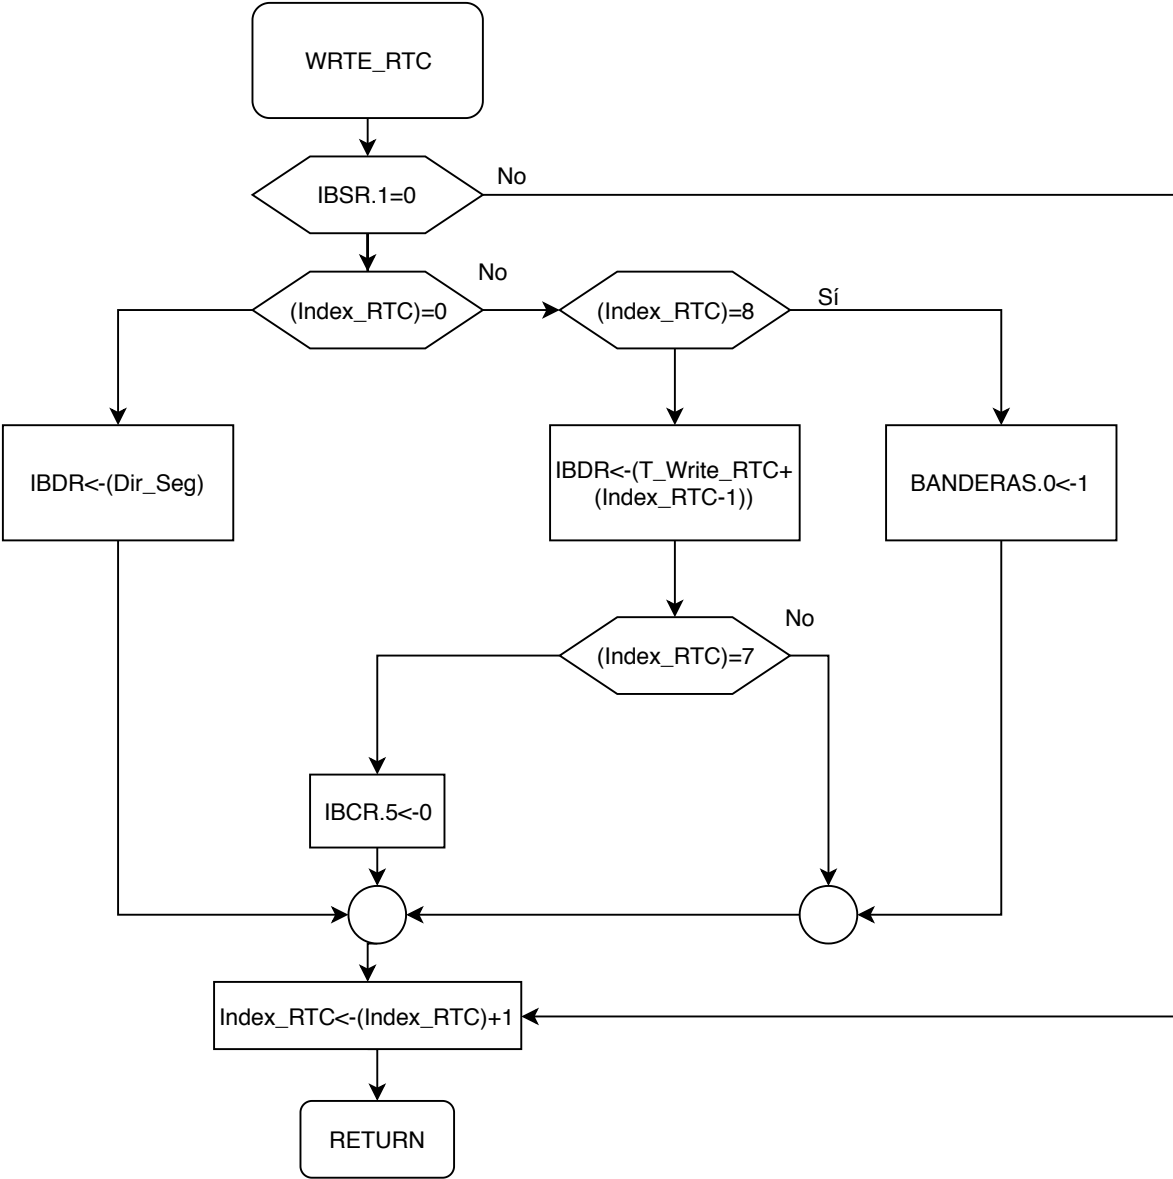 WRTE_RTC
IBSR.1=0
No
(Index_RTC)=0
No
(Index_RTC)=8
Sí
IBDR<-(Dir_Seg)
IBDR<-(T_Write_RTC+
(Index_RTC-1))
BANDERAS.0<-1
(Index_RTC)=7
No
IBCR.5<-0
Index_RTC<-(Index_RTC)+1
RETURN